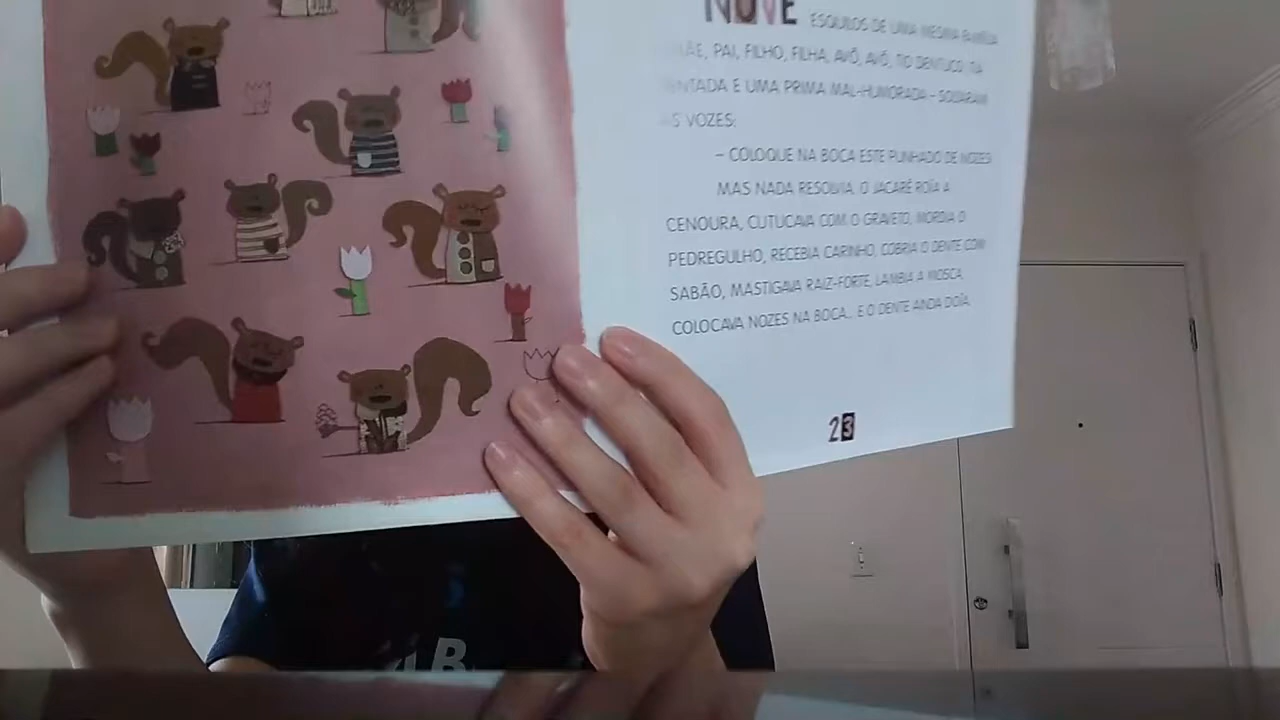 NOVE ESQUILOS DE UMA MESMA FAMÍLIA
MÃE, PAI, FILHO, FILHA, AVÔ, AVÓ, TIO DENTUÇO, TIA
E UMA PRIMA MAL-HUMORADA – SOLTARAM
AS VOZES:
– COLOQUE NA BOCA ESTE PUNHADO DE NOZES
MAS NADA RESOLVIA. O JACARÉ ROÍA A
CENOURA, CUTUCAVA COM O GRAVETO, MORDIA O
PEDREGULHO, RECEBIA CARINHO, COBRIA O DENTE COM
SABÃO, MASTIGAVA RAIZ-FORTE, LAMBIA A MOSCA,
COLOCAVA NOZES NA BOCA... E O DENTE AINDA DOÍA.
23
B